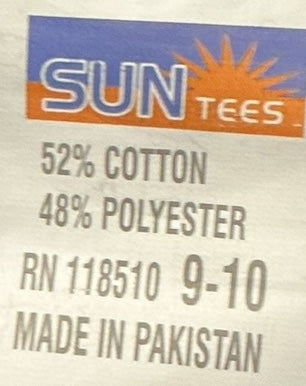 SUN TEES
52% COTTON
48% POLYESTER
RN 118510 9-10
MADE IN PAKISTAN